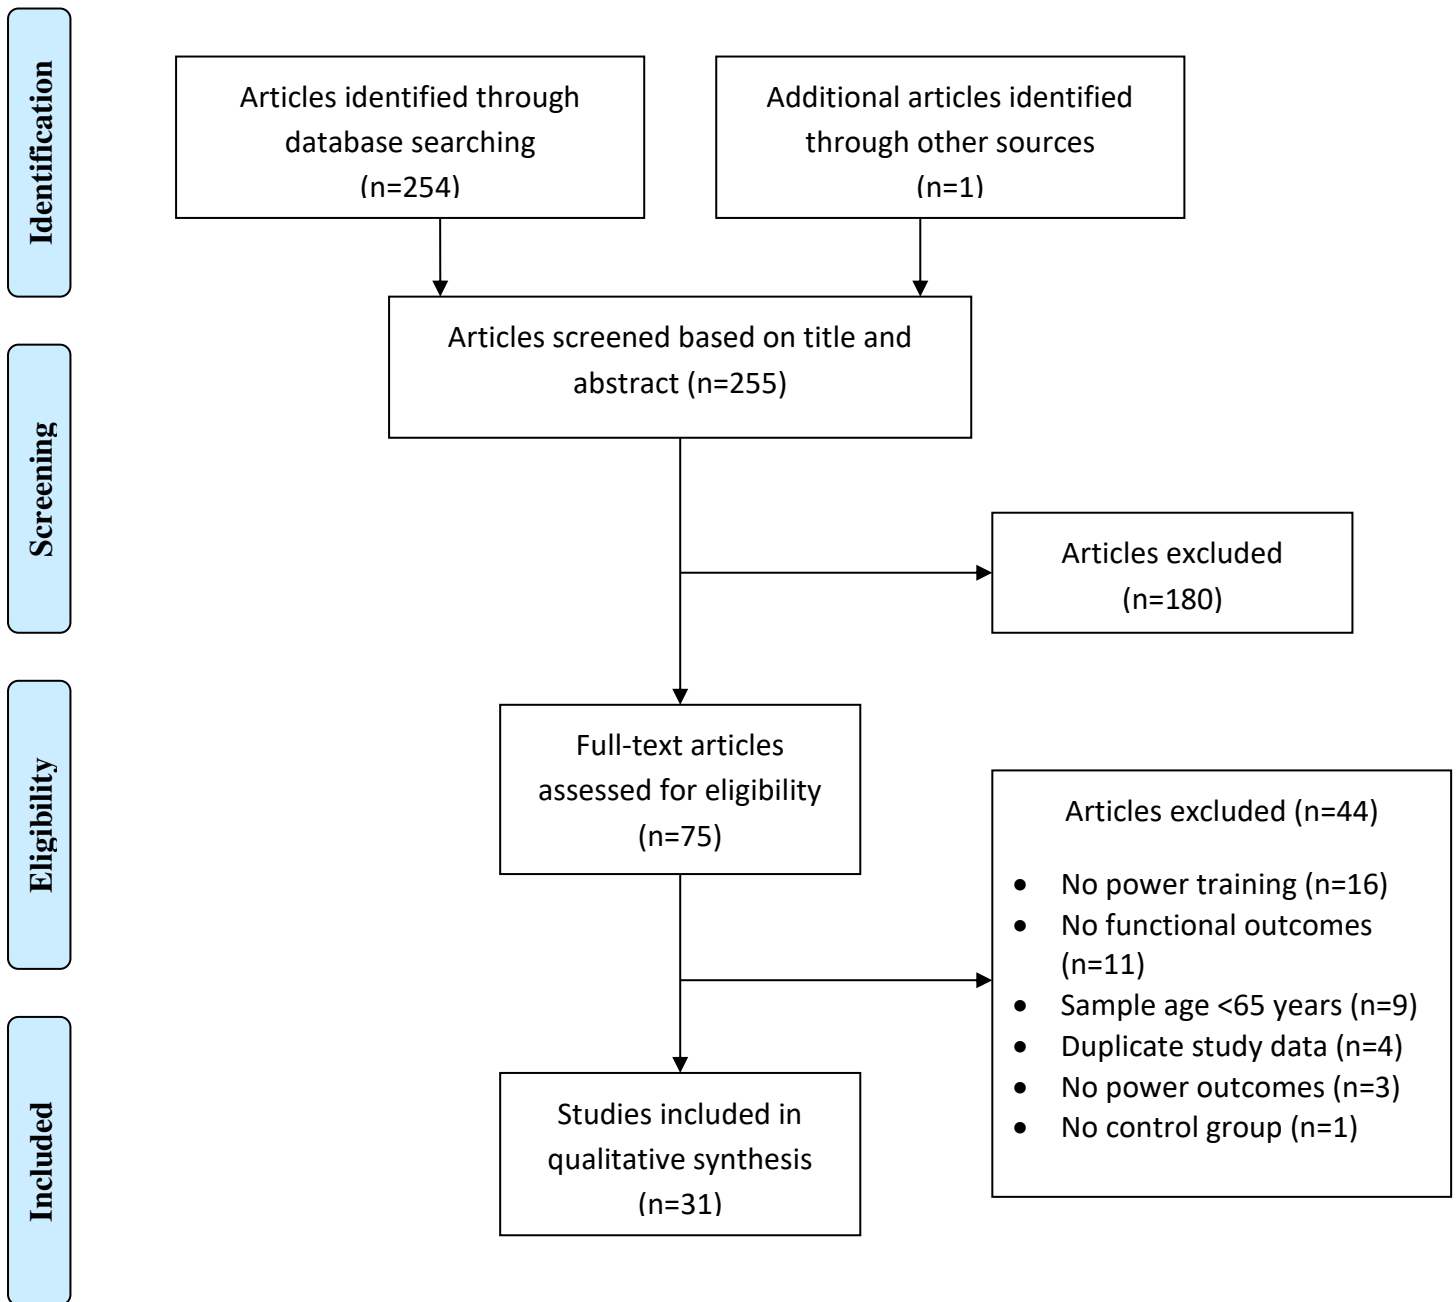 Identification
Articles identified through
database searching
(n=254)
Additional articles identified
through other sources
(n=1)
Articles screened based on title and
abstract (n=255)
Screening
Articles excluded
(n=180)
Eligibility
Full-text articles
assessed for eligibility
(n=75)
Articles excluded (n=44)
• No power training (n=16)
• No functional outcomes
(n=11)
• Sample age <65 years (n=9)
• Duplicate study data (n=4)
• No power outcomes (n=3)
• No control group (n=1)
Included
Studies included in
qualitative synthesis
(n=31)